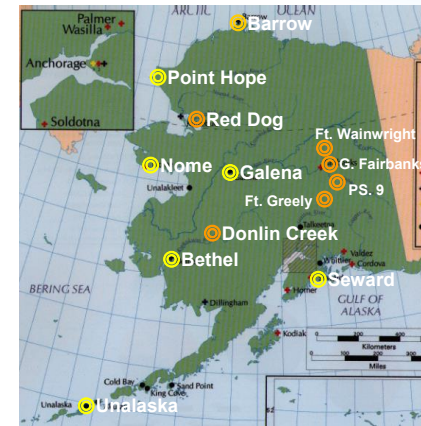 ARCTIC OCEAN
Palmer
Wasilla
Barrow
Anchorage
Point Hope
Soldotna
Red Dog
Ft. Wainwright
Nome
Galena
G. Fairbanks
Unalakleet
PS. 9
Ft. Greely
Talkeetna
Donlin Creek
Valdez
Bethel
Whittier
Cordova
BERING SEA
Seward
Homer
Dillingham
GULF OF
ALASKA
Kodiak
Kilometers
Miles
Cold Bay
King Cove
Sand Point
Unalaska
Unalaska